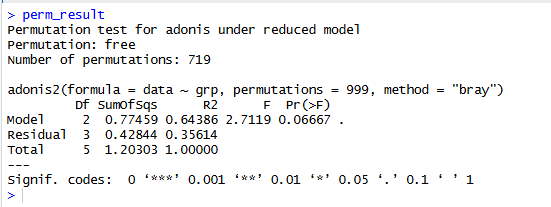 > perm_result
Permutation test for adonis under reduced model
Permutation: free
Number of permutations: 719

adonis2(formula = data ~ grp, permutations = 999, method = "bray")
         Df SumOfSqs      R2      F  Pr(>F)
Model     2  0.77459 0.64386 2.7119 0.06667 .
Residual  3  0.42844 0.35614
Total     5  1.20303 1.00000
---
Signif. codes:  0 ‘***’ 0.001 ‘**’ 0.01 ‘*’ 0.05 ‘.’ 0.1 ‘ ’ 1
>